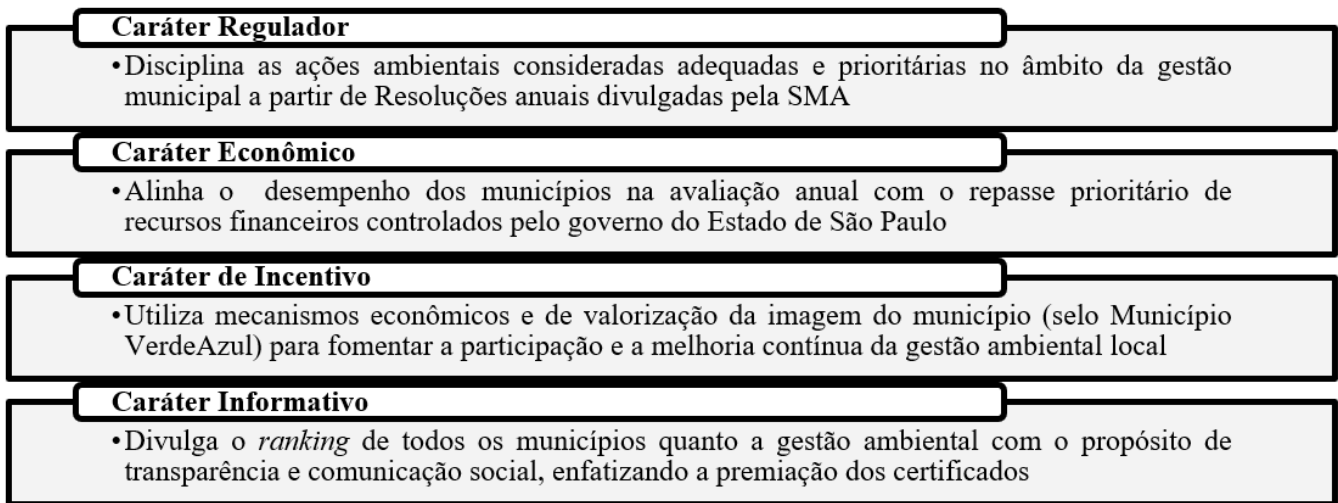 Caráter Regulador
•Disciplina as ações ambientais consideradas adequadas e prioritárias no âmbito da gestão
municipal a partir de Resoluções anuais divulgadas pela SMA
Caráter Econômico
•Alinha o desempenho dos municípios na avaliação anual com o repasse prioritário de
recursos financeiros controlados pelo governo do Estado de São Paulo
Caráter de Incentivo
•Utiliza mecanismos econômicos e de valorização da imagem do município (selo Município
VerdeAzul) para fomentar a participação e a melhoria contínua da gestão ambiental local
Caráter Informativo
•Divulga o ranking de todos os municípios quanto a gestão ambiental com o propósito de
transparência e comunicação social, enfatizando a premiação dos certificados